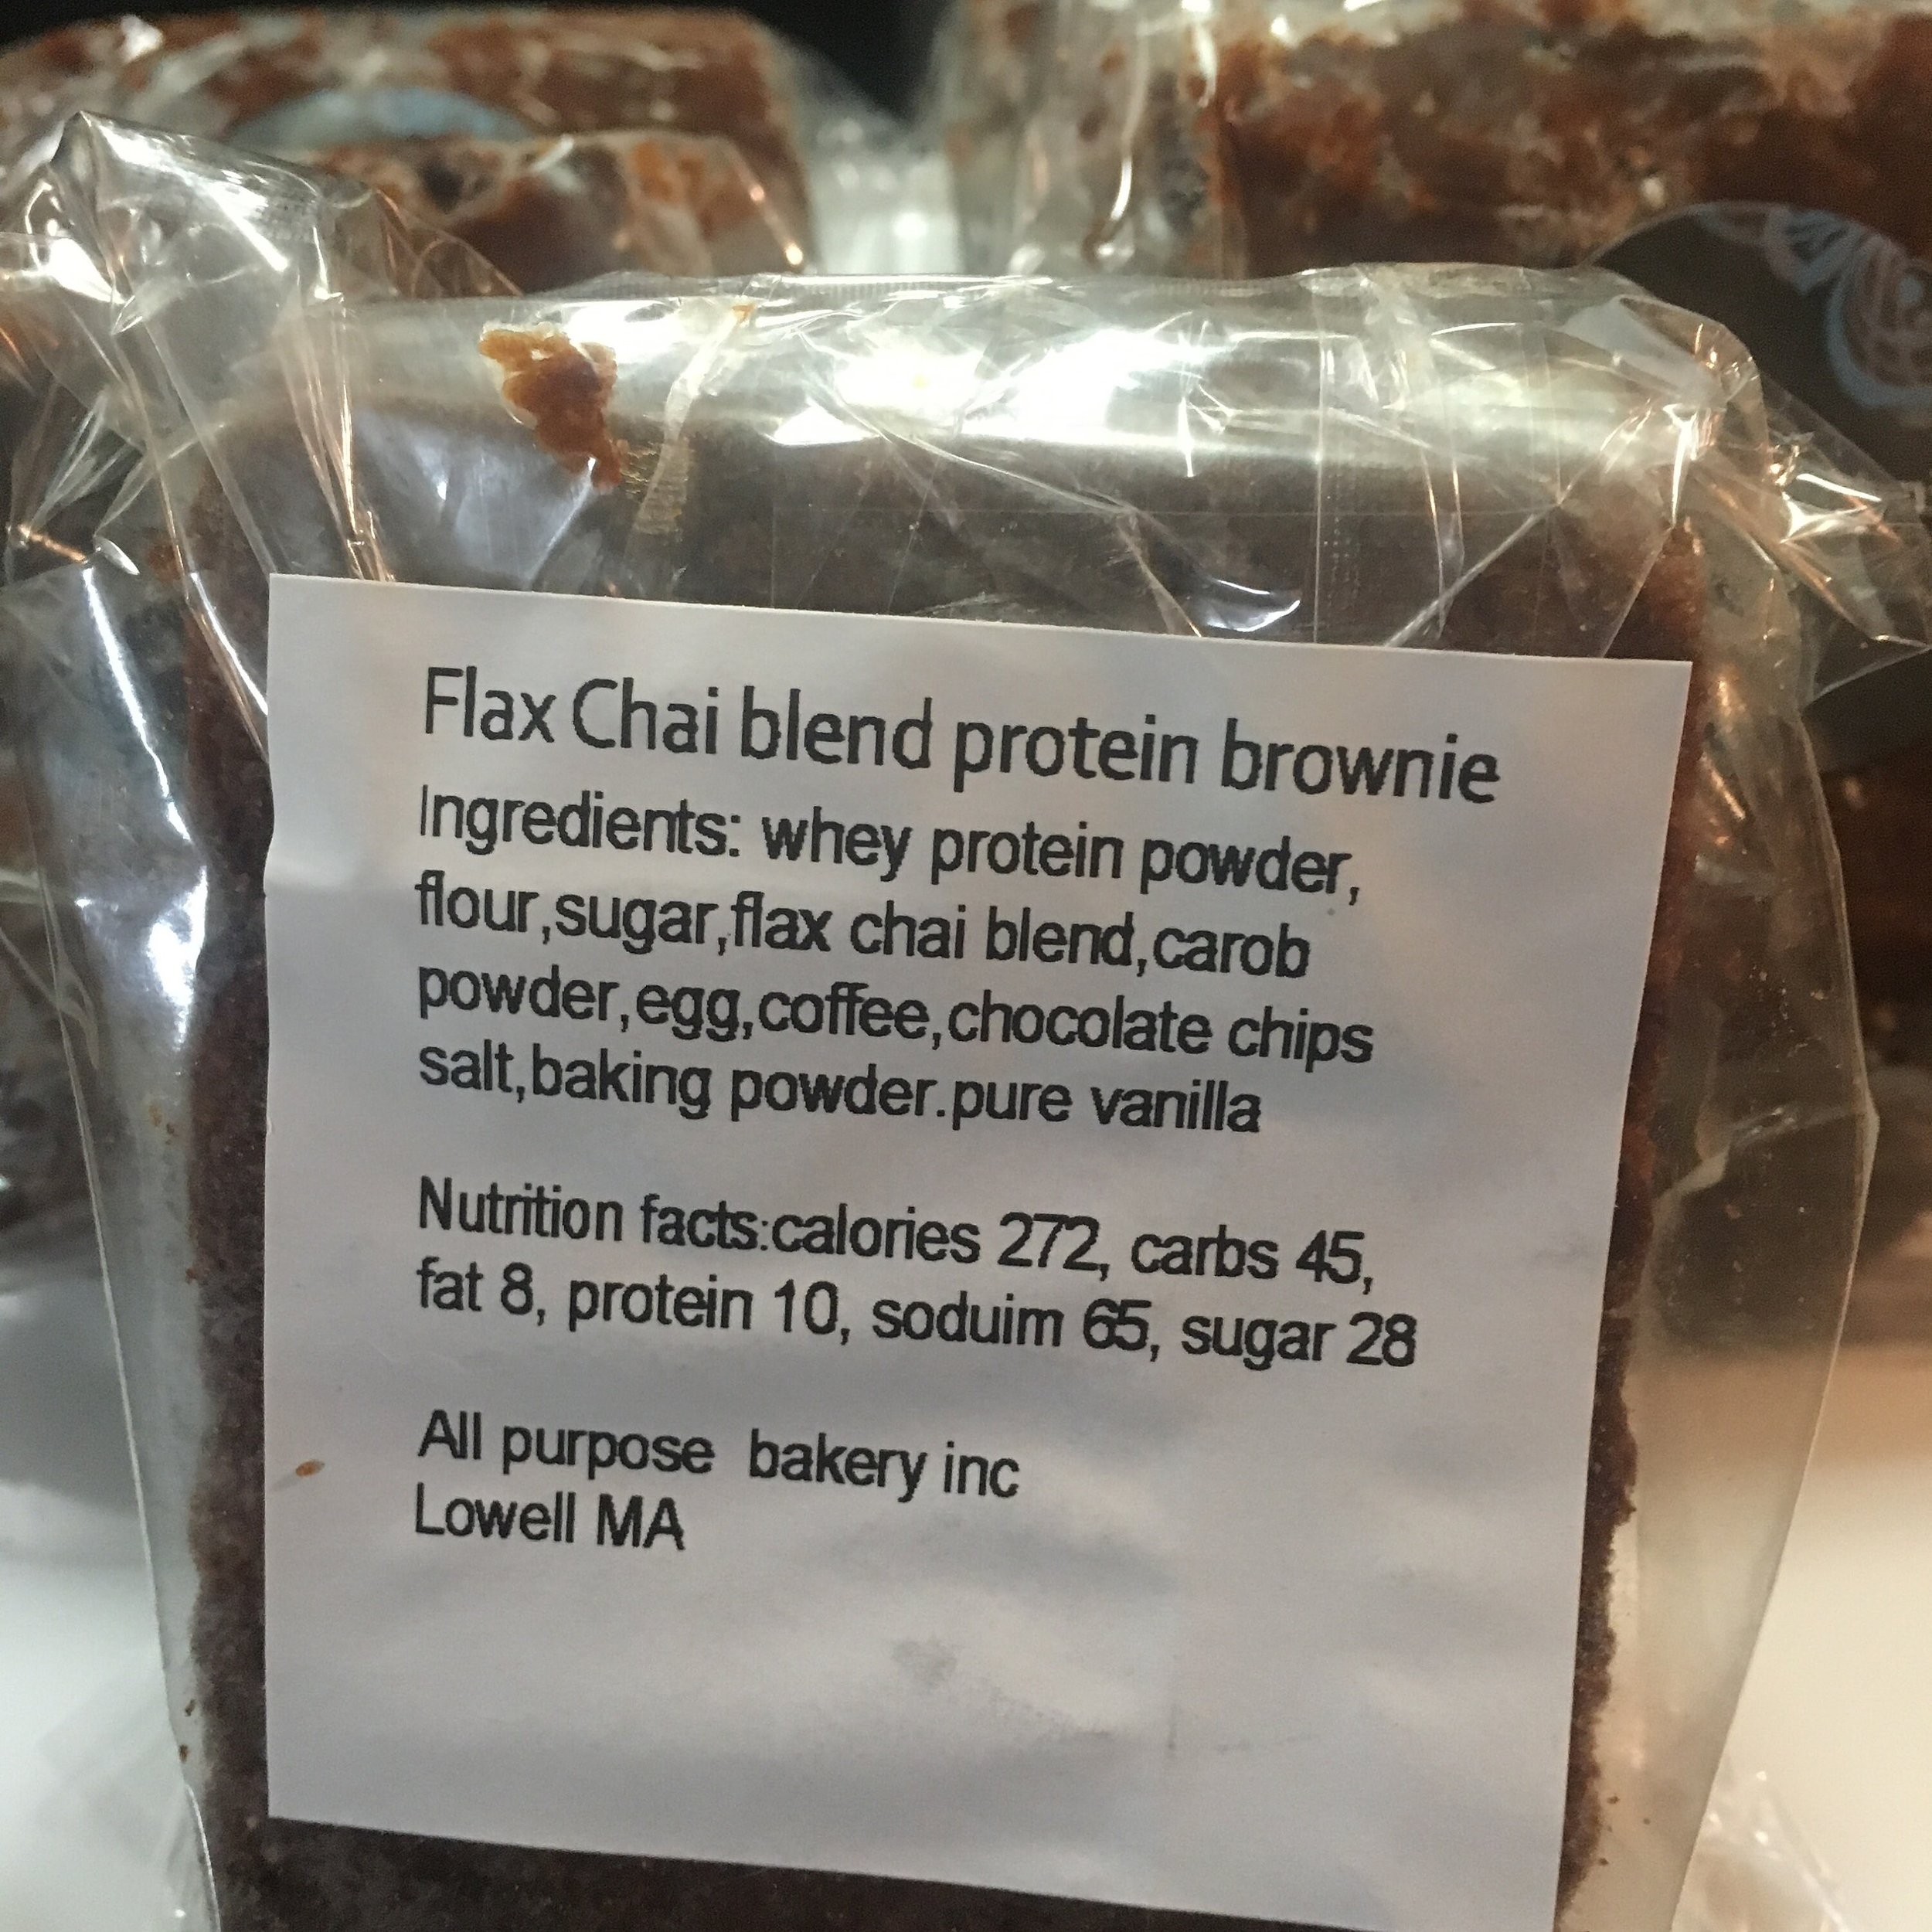 Flax Chai blend protein brownie
Ingredients: whey protein powder,
flour,sugar,flax chai blend,carob
powder,egg,coffee,chocolate chips
salt,baking powder.pure vanilla
Nutrition facts:calories 272, carbs 45,
fat 8, protein 10, soduim 65, sugar 28
All purpose bakery inc
Lowell MA